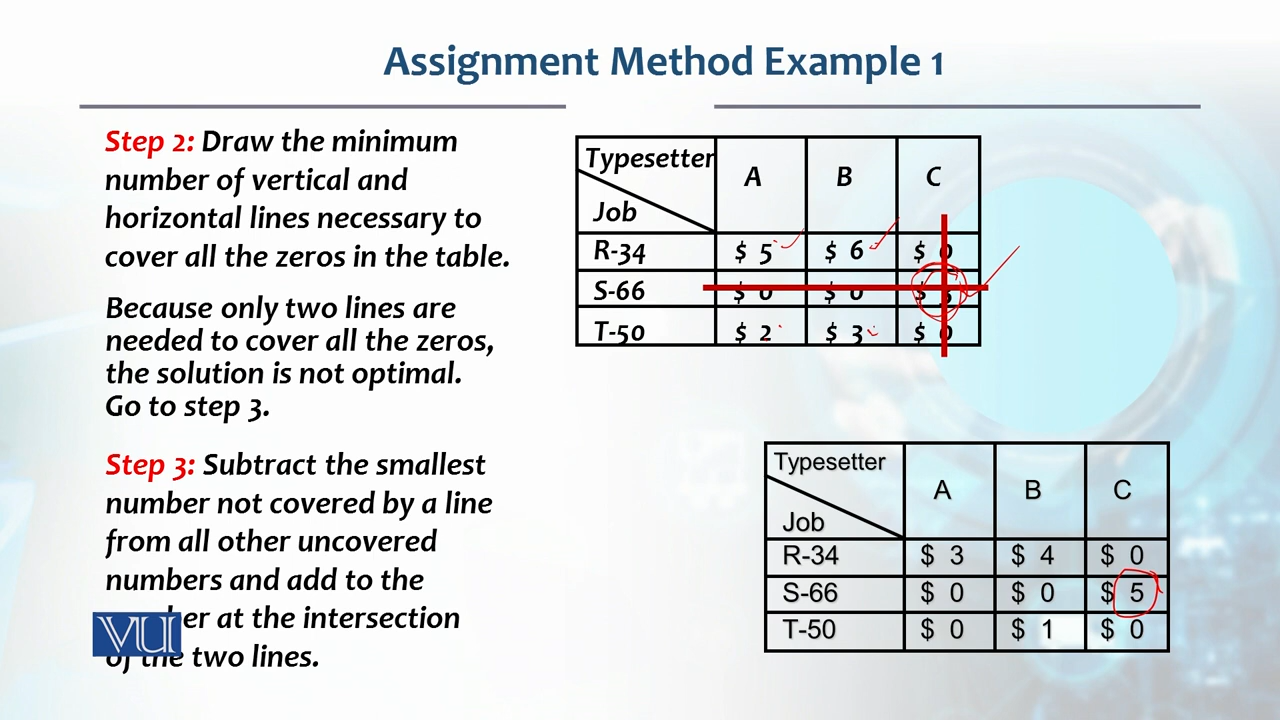 Assignment Method Example 1
Step 2: Draw the minimum
number of vertical and
horizontal lines necessary to
cover all the zeros in the table.
Because only two lines are
needed to cover all the zeros,
the solution is not optimal.
Go to step 3.
Step 3: Subtract the smallest
number not covered by a line
from all other uncovered
numbers and add to the
at the intersection
of the two lines.
VU
Typesetter
Job
A B C
R-34 $ 5 $ 6 $ 0
S-66 $ 0 $ 0 $
T-50 $ 2 $ 3 $ 0
Typesetter
Job
A B C
R-34 $ 3 $ 4 $ 0
S-66 $ 0 $ 0 $ 5
T-50 $ 0 $ 1 $ 0